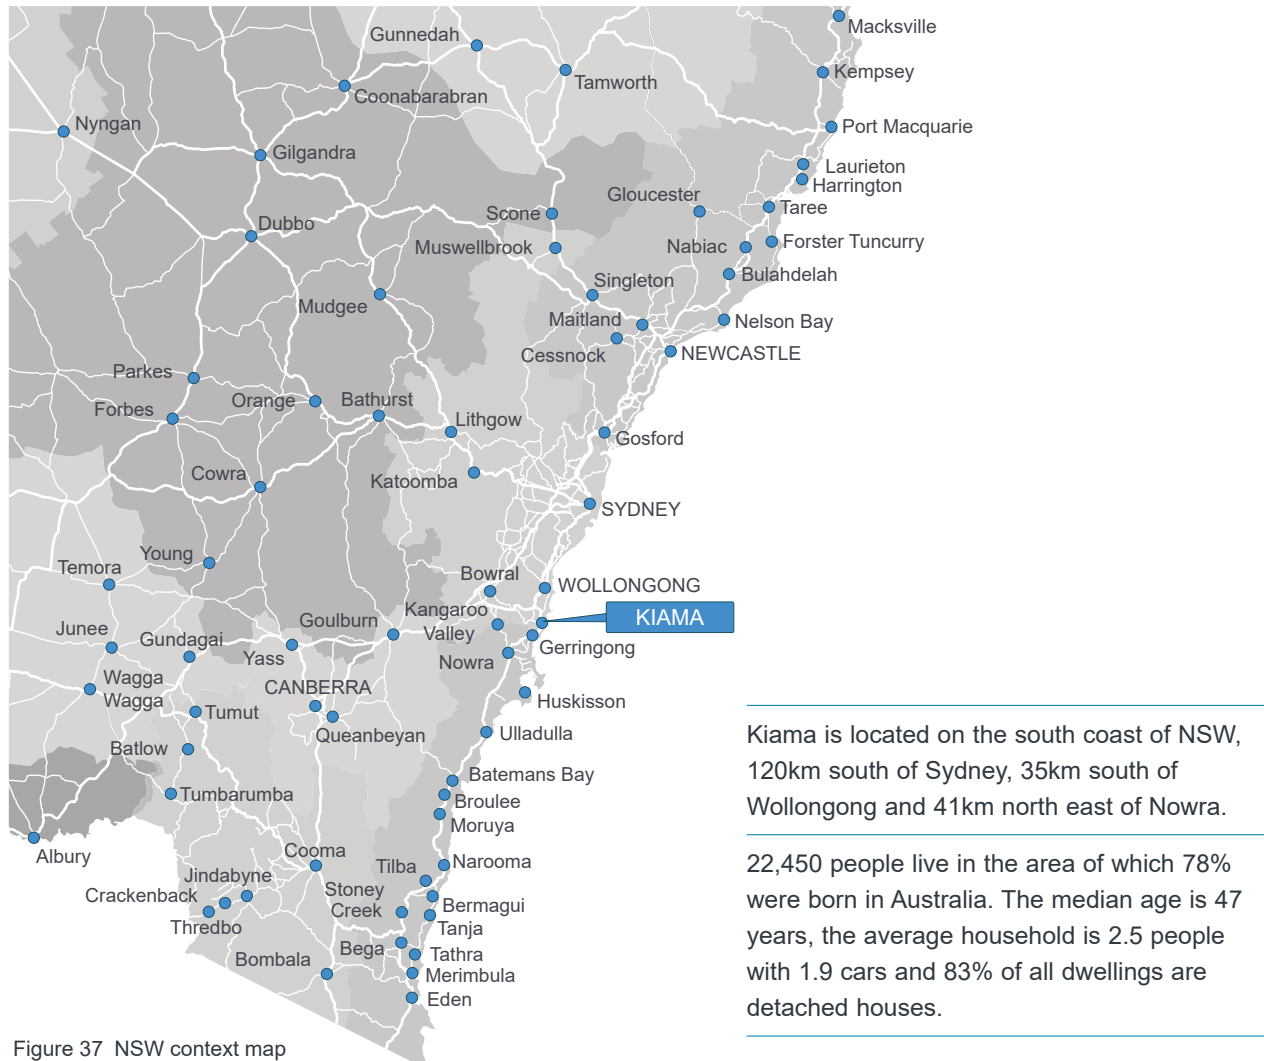 Macksville
Gunnedah
Kempsey
Tamworth
Coonabarabran
Nyngan
Port Macquarie
Gilgandra
Laurieton
Harrington
Gloucester
Taree
Scone
Dubbo
Forster Tuncurry
Muswellbrook
Nabiac
Bulahdelah
Singleton
Mudgee
Maitland
Nelson Bay
Cessnock
NEWCASTLE
Parkes
Orange
Bathurst
Forbes
Lithgow
Gosford
Cowra
Katoomba
SYDNEY
Young
Temora
Bowral
WOLLONGONG
Kangaroo
Valley
KIAMA
Goulburn
Junee
Gundagai
Yass
Gerringong
Nowra
Wagga
Wagga
CANBERRA
Huskisson
Tumut
Queanbeyan
Ulladulla
Batlow
Batemans Bay
Tumbarumba
Broulee
Moruya
Albury
Cooma
Narooma
Tilba
Jindabyne
Crackenback
Stoney
Creek
Bermagui
Thredbo
Tanja
Bega
Tathra
Bombala
Merimbula
Eden
Kiama is located on the south coast of NSW,
120km south of Sydney, 35km south of
Wollongong and 41km north east of Nowra.
22,450 people live in the area of which 78%
were born in Australia. The median age is 47
years, the average household is 2.5 people
with 1.9 cars and 83% of all dwellings are
detached houses.
Figure 37 NSW context map